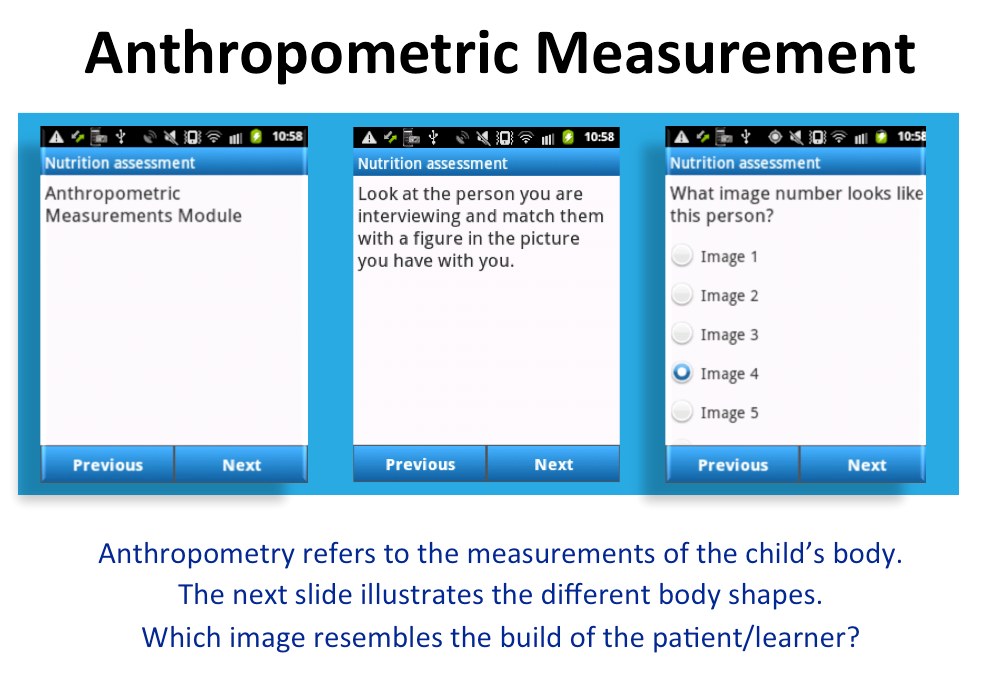 Anthropometric Measurement
10:58
Nutrition assessment
Anthropometric
Measurements Module
Previous
Next
10:58
Nutrition assessment
Look at the person you are
interviewing and match them
with a figure in the picture
you have with you.
Previous
Next
10:58
Nutrition assessment
What image number looks like
this person?
Image 1
Image 2
Image 3
Image 4
Image 5
Previous
Next
Anthropometry refers to the measurements of the child’s body.
The next slide illustrates the different body shapes.
Which image resembles the build of the patient/learner?